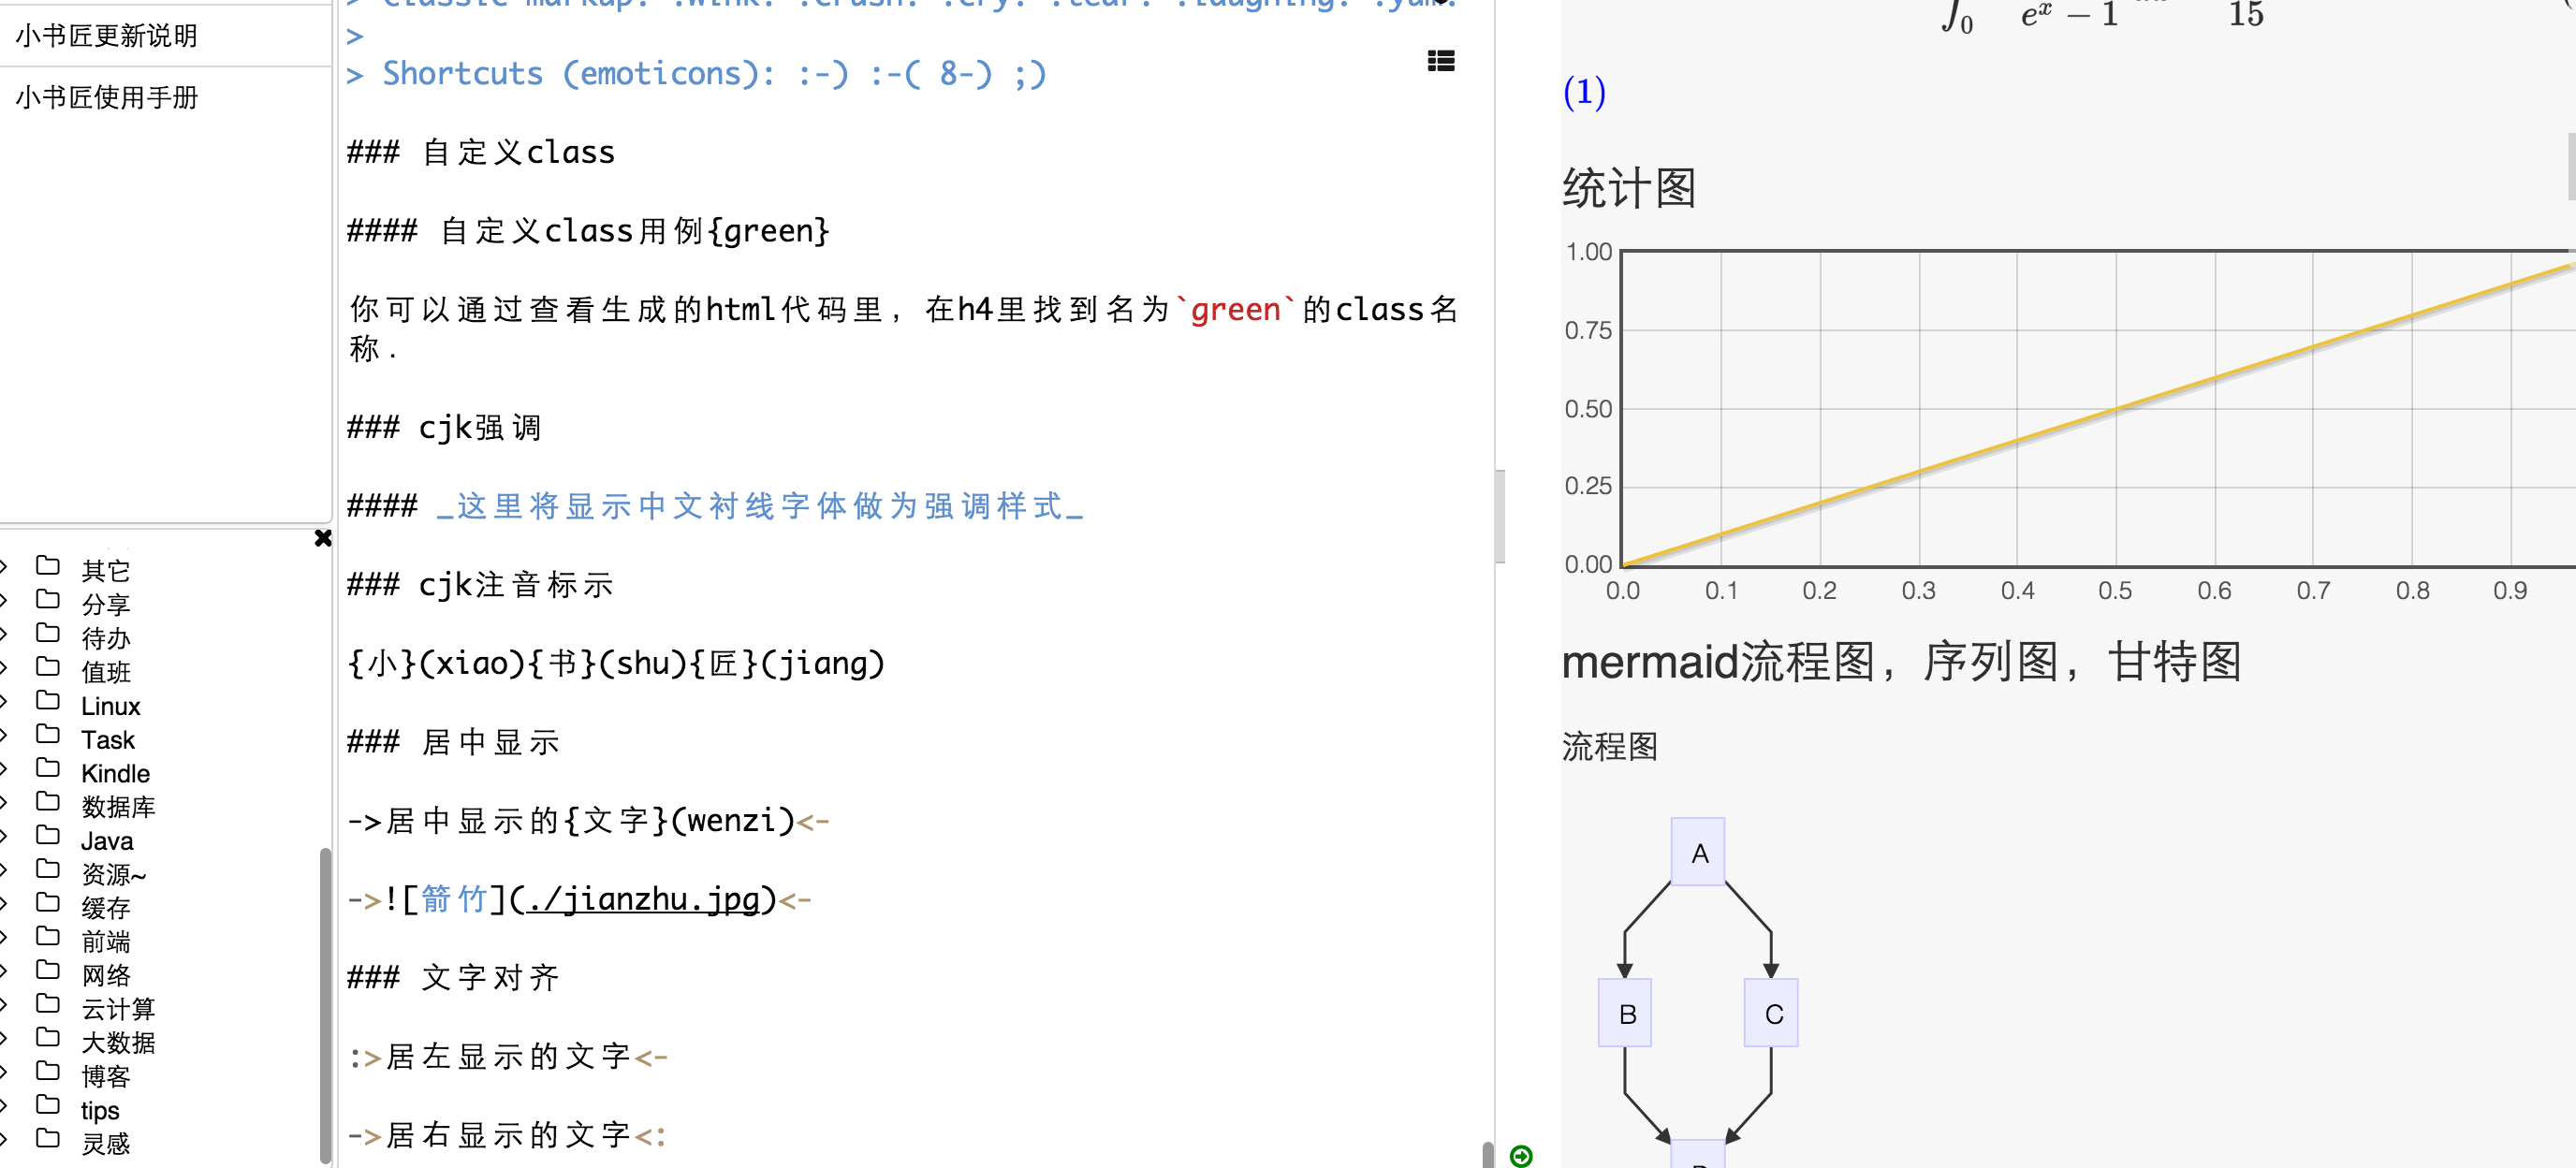 小书匠更新说明
小书匠使用手册
其它
分享
待办
值班
Linux
Task
Kindle
数据库
Java
资源~
缓存
前端
网络
云计算
大数据
博客
tips
灵感
> Classic markup: :wink: :crush: :cry: :tear: :laughing: :yum:
>
> Shortcuts (emoticons): :-) :-( 8-) ;)
### 自定义class
#### 自定义class用例{green}
你可以通过查看生成的html代码里，在h4里找到名为`green`的class名
称.
### cjk强调
#### _这里将显示中文衬线字体做为强调样式_
### cjk注音标示
{小}(xiao){书}(shu){匠}(jiang)
### 居中显示
->居中显示的{文字}(wenzi)<-
->![箭竹](./jianzhu.jpg)<-
### 文字对齐
:>居左显示的文字<-
->居右显示的文字<:
∫0 e^x − 1 15
(1)
统计图
1.00
0.75
0.50
0.25
0.00
0.0 0.1 0.2 0.3 0.4 0.5 0.6 0.7 0.8 0.9
mermaid流程图，序列图，甘特图
流程图
A
B C